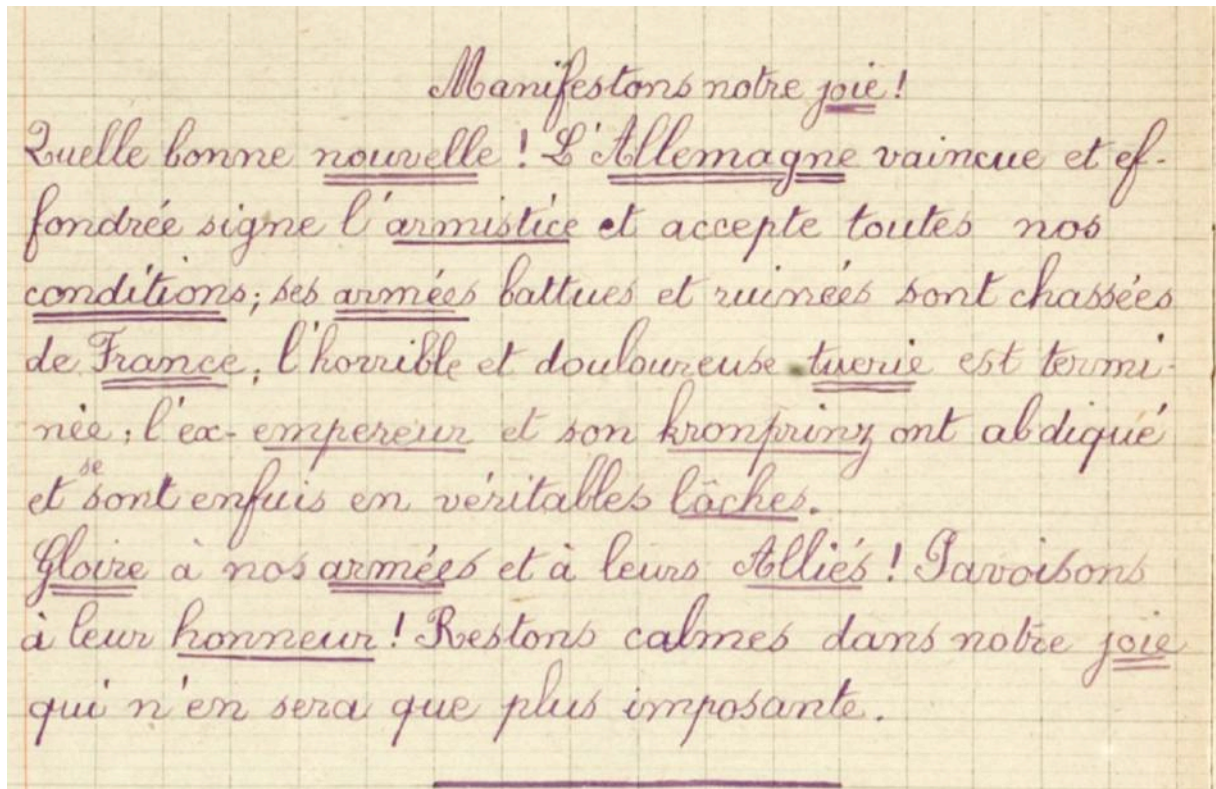 Manifestons notre joie !
Quelle bonne nouvelle ! L'Allemagne vaincue et ef-
fondrée signe l'armistice et accepte toutes nos
conditions ; ses armées battues et ruinées sont chassées
de France ; l'horrible et douloureuse tuerie est termi-
née ; l'ex-empereur et son kronprinz ont abdiqué
et se sont enfuis en véritables lâches.
Gloire à nos armées et à leurs Alliés ! Pavoisons
à leur honneur ! Restons calmes dans notre joie
qui n'en sera que plus imposante.